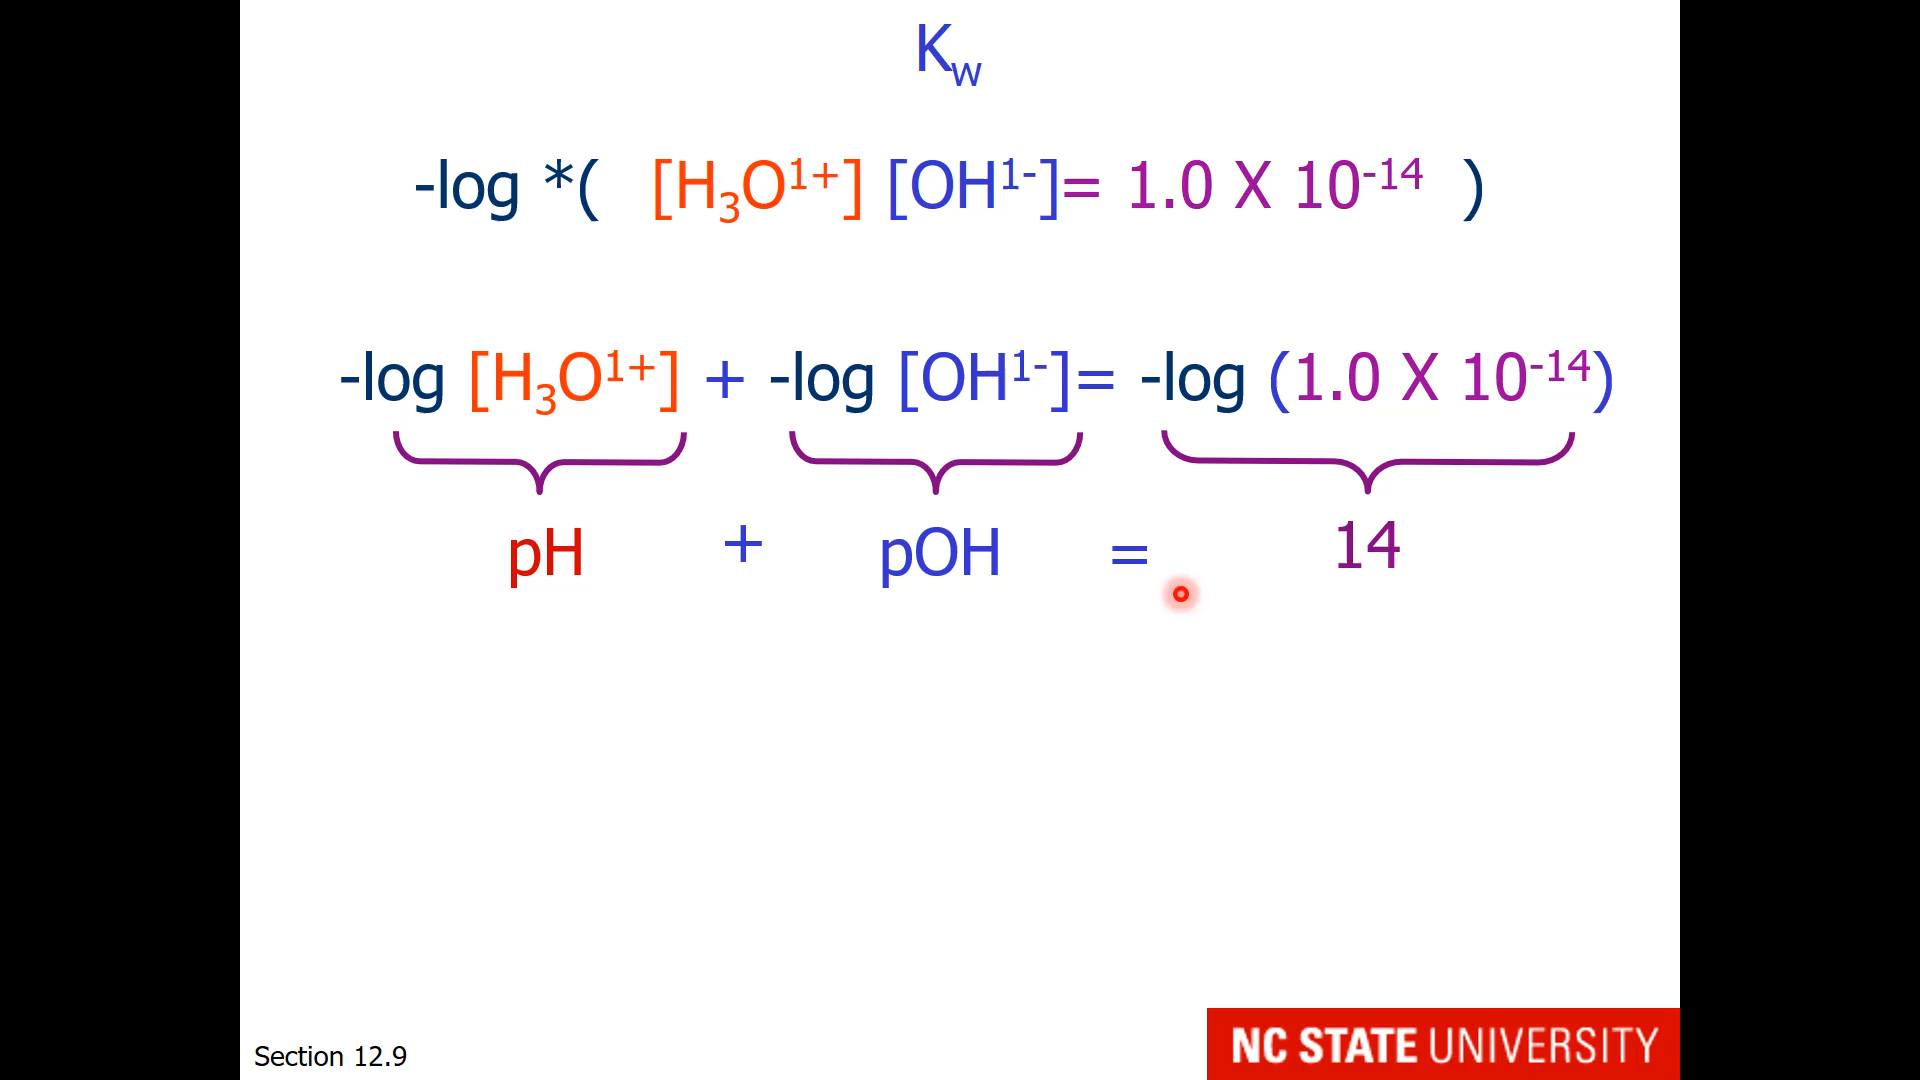 K_w
-log *( [H₃O¹⁺] [OH¹⁻]= 1.0 X 10⁻¹⁴ )
-log [H₃O¹⁺] + -log [OH¹⁻]= -log (1.0 X 10⁻¹⁴)
pH + pOH = 14
Section 12.9
NC STATE UNIVERSITY